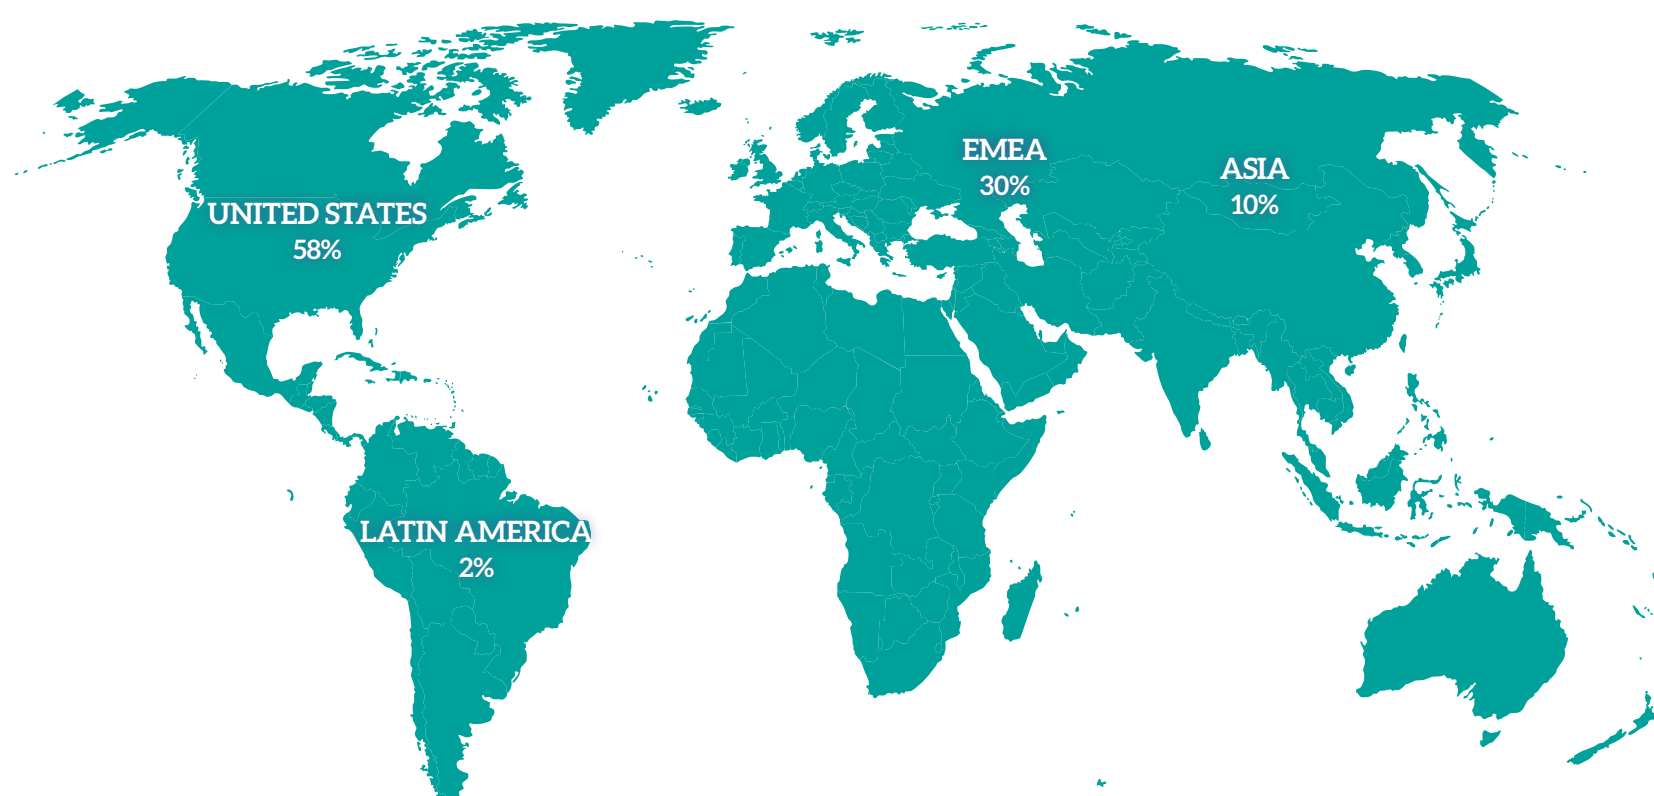 EMEA
30%
ASIA
10%
UNITED STATES
58%
LATIN AMERICA
2%